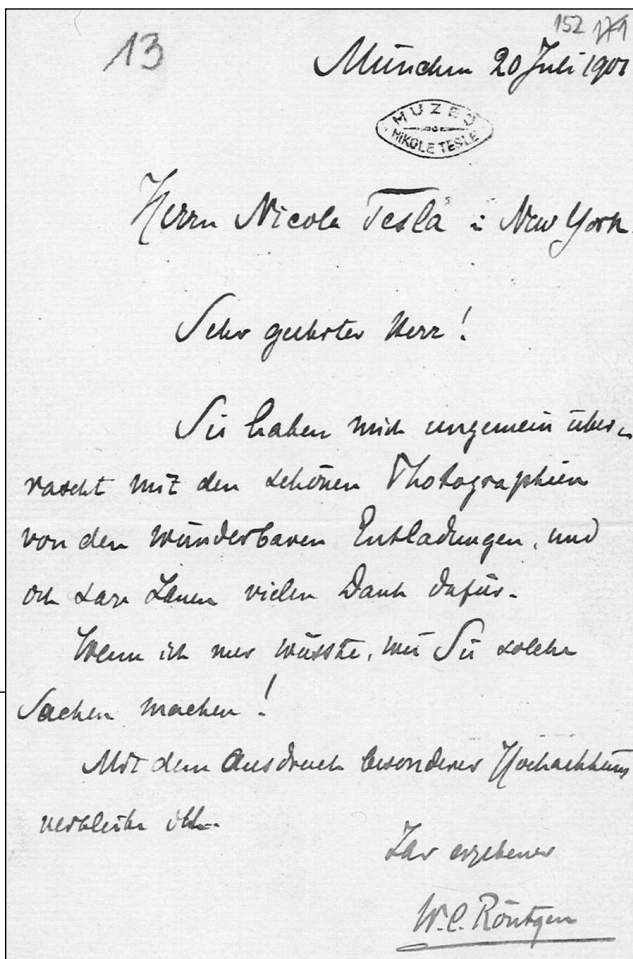 13
152 171
München 20 Juli 1901
MUZEJ
NIKOLE TESLE
Herrn Nicola Tesla i New York.
Sehr geehrter Herr!
Sie haben mich ungemein über-
rascht mit den schönen Photographien
von den wunderbaren Entladungen, und
ich sage Ihnen vielen Dank dafür.
Wenn ich nur wüsste, wie Sie solche
Sachen machen!
Mit dem Ausdruck besonderer Hochachtung
verbleibe ich
Ihr ergebener
W. C. Röntgen